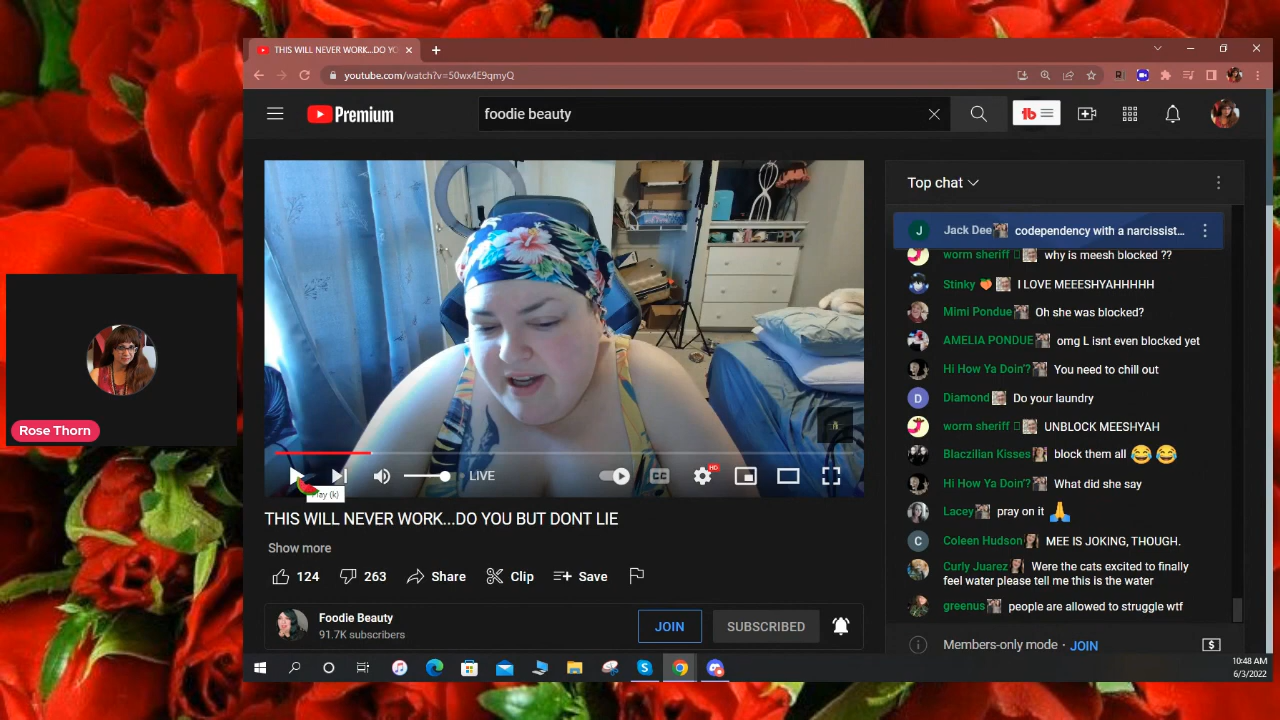 THIS WILL NEVER WORK...DO YO
youtube.com/watch?v=50wx4E9qmyQ
Premium
foodie beauty
Top chat
Jack Dee codependency with a narcissist...
worm sheriff why is meesh blocked ??
Stinky 🍑 I LOVE MEEESHYAHHHHH
Mimi Pondue Oh she was blocked?
AMELIA PONDUE omg L isnt even blocked yet
Hi How Ya Doin'? You need to chill out
Diamond Do your laundry
worm sheriff UNBLOCK MEESHYAH
Blaczilian Kisses block them all 😂 😂
Hi How Ya Doin'? What did she say
Lacey pray on it 🙏
Coleen Hudson MEE IS JOKING, THOUGH.
Curly Juarez Were the cats excited to finally
feel water please tell me this is the water
greenus people are allowed to struggle wtf
Members-only mode · JOIN
Rose Thorn
LIVE
CC
HD
Play (k)
THIS WILL NEVER WORK...DO YOU BUT DONT LIE
Show more
124 263 Share Clip Save
Foodie Beauty
91.7K subscribers
JOIN SUBSCRIBED
10:48 AM
6/3/2022